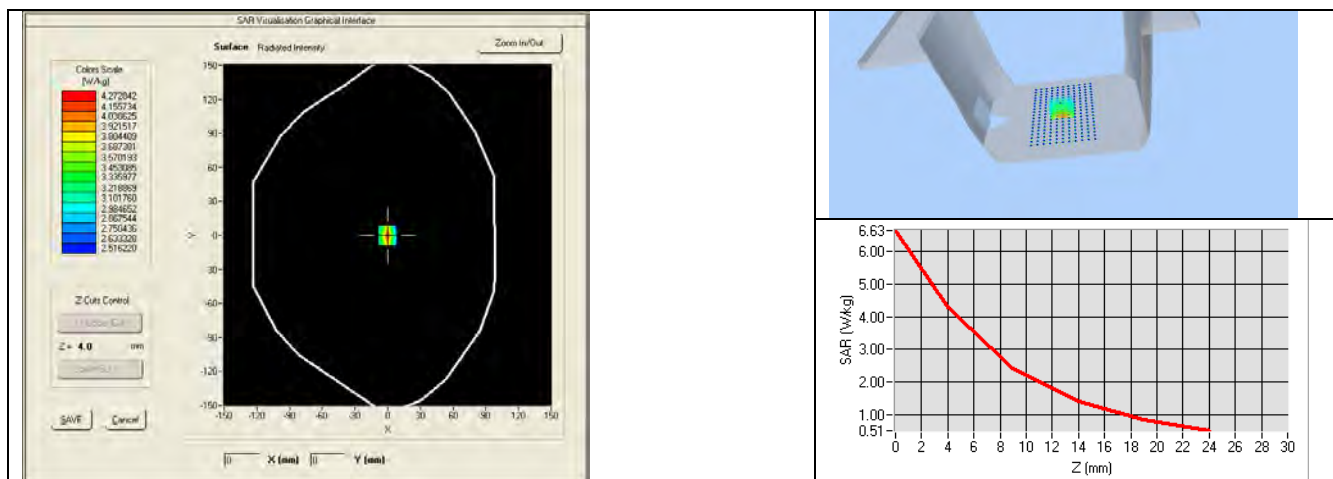 SAR Visualisation Graphical Interface
Surface Radiated Intensity
Zoom In/Out
Colors Scale
[W/kg]
4.272842
4.155734
4.038625
3.921517
3.804409
3.687301
3.570193
3.453085
3.335977
3.218869
3.101760
2.984652
2.867544
2.750436
2.633328
2.516220
150
120
90
60
30
0
-30
-60
-90
-120
-150
Y
-150 -120 -90 -60 -30 0 30 60 90 120 150
X
Z Cuts Control
Z = 4.0 mm
SAVE Cancel
0 X (mm) 0 Y (mm)
6.63
6.00
5.00
4.00
3.00
2.00
1.00
0.51
SAR (W/kg)
0 2 4 6 8 10 12 14 16 18 20 22 24 26 28 30
Z (mm)